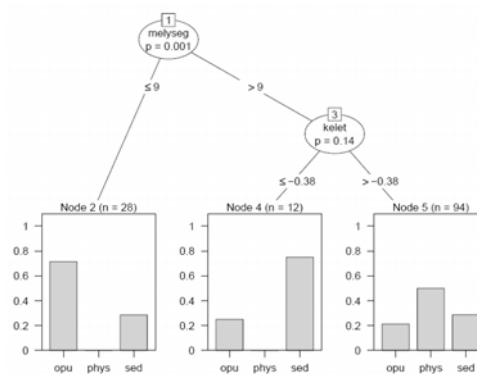 1
melyseg
p = 0.001
≤ 9
> 9
3
kelet
p = 0.14
≤ −0.38
> −0.38
Node 2 (n = 28)
1
0.8
0.6
0.4
0.2
0
opu phys sed
Node 4 (n = 12)
1
0.8
0.6
0.4
0.2
0
opu phys sed
Node 5 (n = 94)
1
0.8
0.6
0.4
0.2
0
opu phys sed